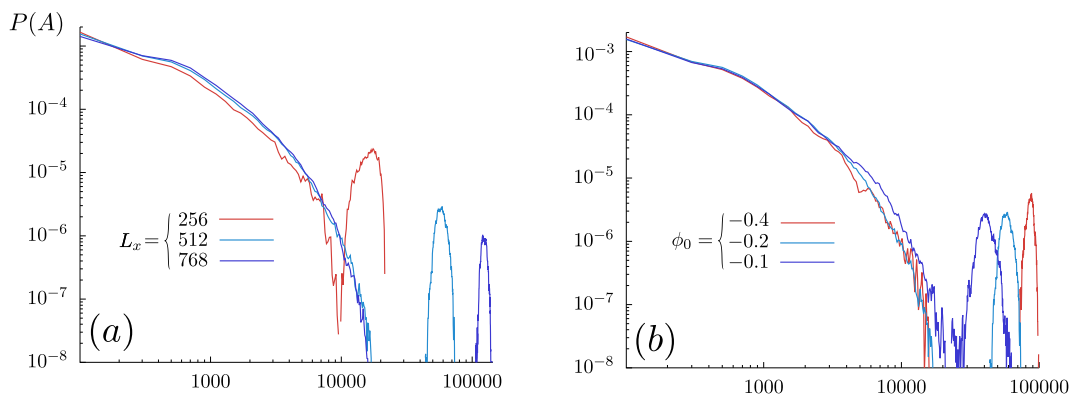 P(A)
10⁻⁴
10⁻⁵
10⁻⁶
10⁻⁷
10⁻⁸
L_x = { 256
512
768
(a)
1000 10000 100000
10⁻³
10⁻⁴
10⁻⁵
10⁻⁶
10⁻⁷
10⁻⁸
ϕ₀ = { −0.4
−0.2
−0.1
(b)
1000 10000 100000